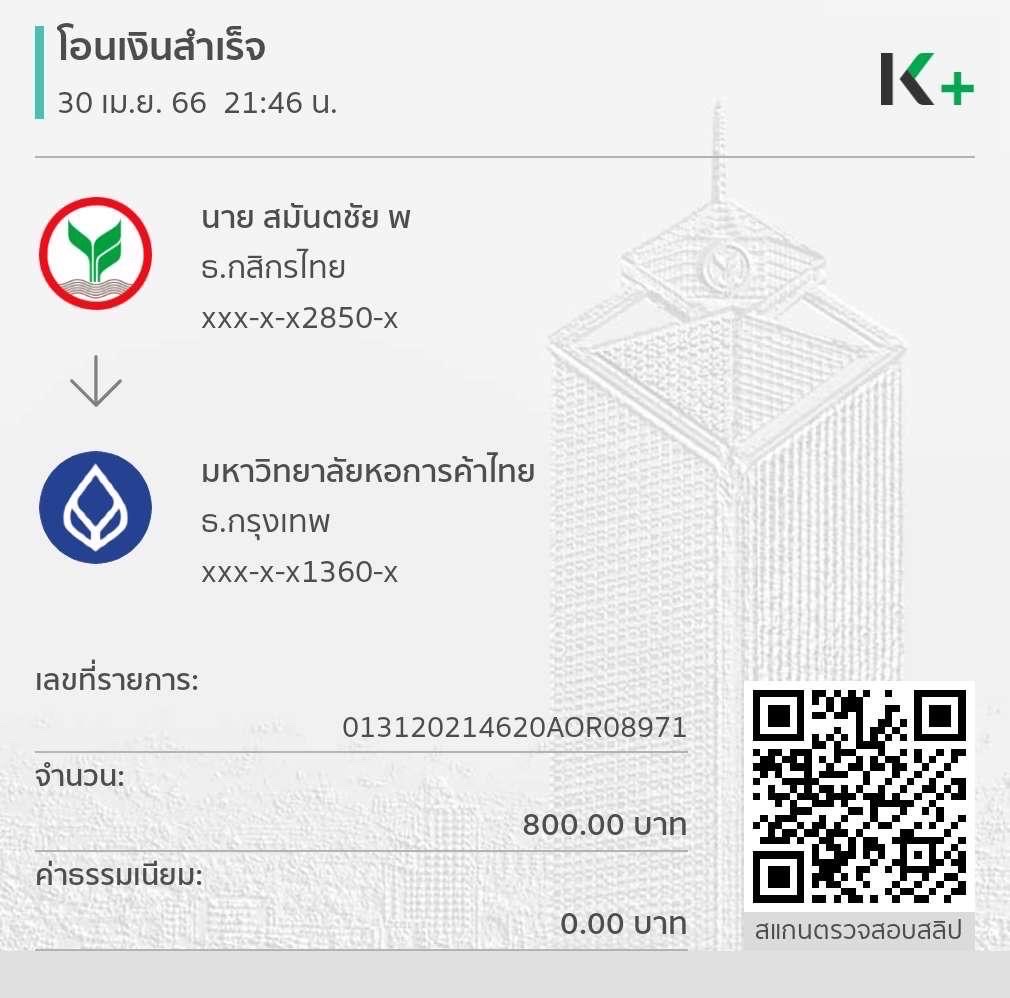 โอนเงินสำเร็จ
30 เม.ย. 66 21:46 น.
K+
นาย สมันตชัย พ
ธ.กสิกรไทย
xxx-x-x2850-x
มหาวิทยาลัยหอการค้าไทย
ธ.กรุงเทพ
xxx-x-x1360-x
เลขที่รายการ:
013120214620AOR08971
จำนวน:
800.00 บาท
ค่าธรรมเนียม:
0.00 บาท
สแกนตรวจสอบสลิป